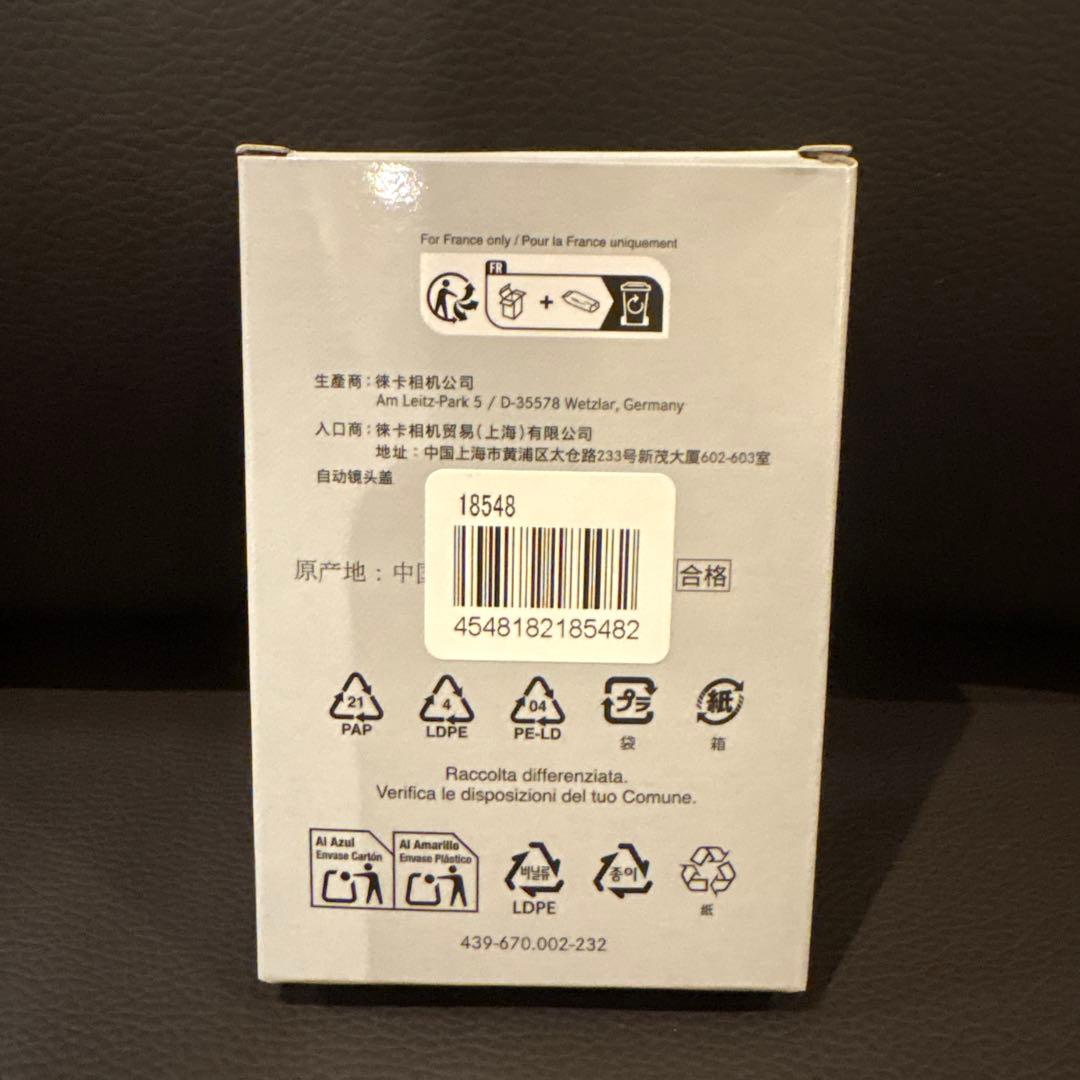 For France only / Pour la France uniquement
FR
生產商：徠卡相机公司
Am Leitz-Park 5 / D-35578 Wetzlar, Germany
入口商：徠卡相机贸易(上海)有限公司
地址：中国上海市黄浦区太仓路233号新茂大厦602-603室
自动镜头盖
18548
原产地：中国
合格
4548182185482
21 4 04 プラ 紙
PAP LDPE PE-LD 袋 箱
Raccolta differenziata.
Verifica le disposizioni del tuo Comune.
Al Azul Al Amarillo
Envase Cartón Envase Plástico
비닐류 종이
LDPE 紙
439-670.002-232